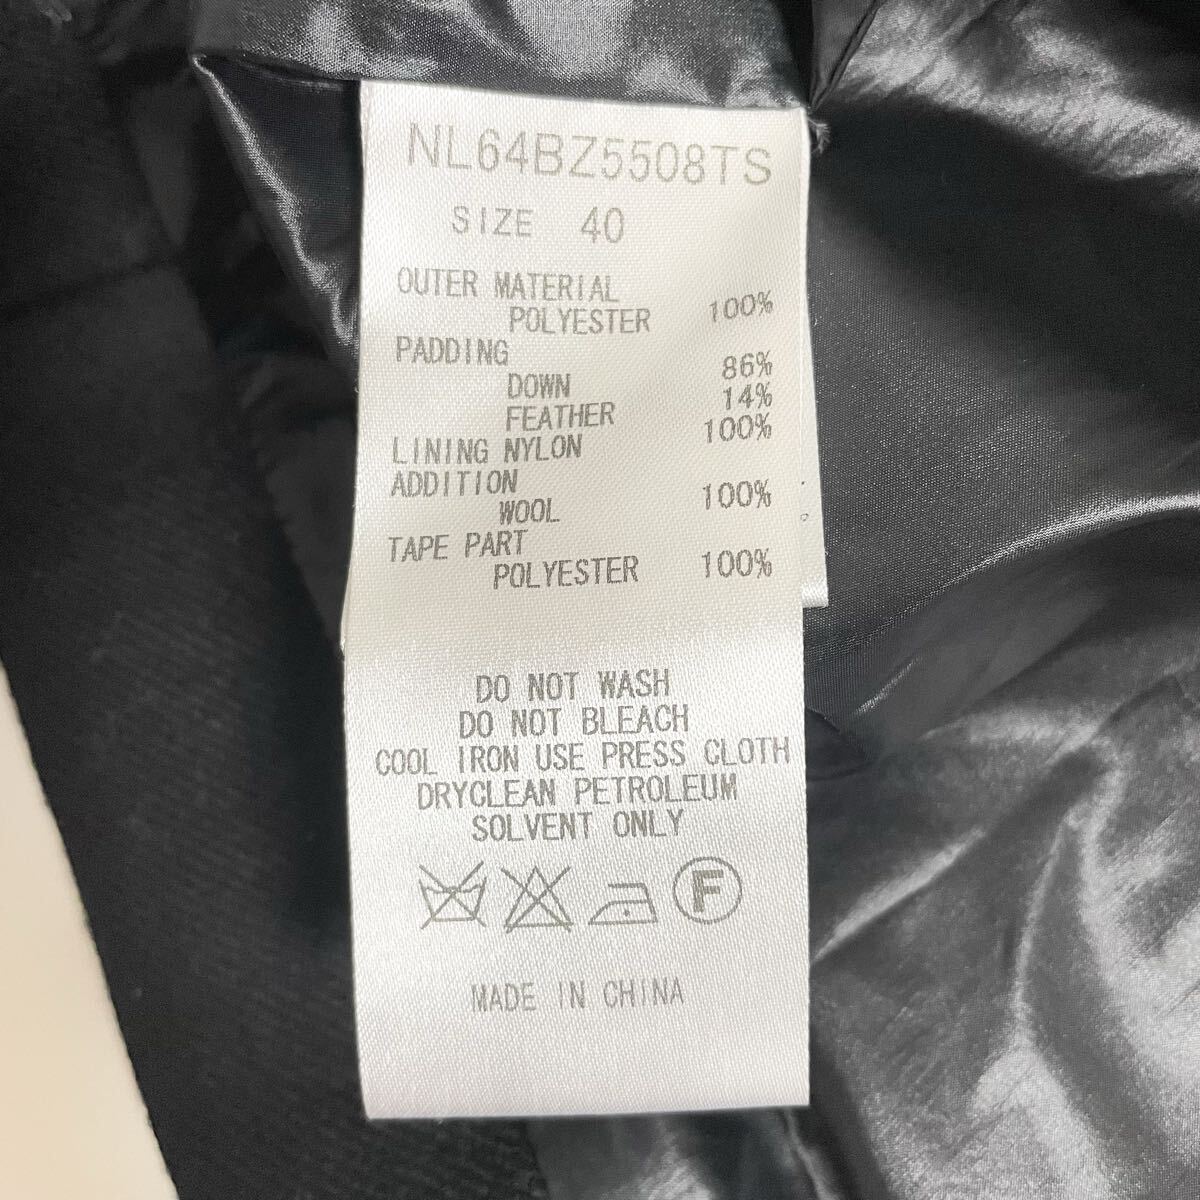 NL64BZ5508TS
SIZE 40
OUTER MATERIAL
POLYESTER 100%
PADDING
DOWN 86%
FEATHER 14%
LINING NYLON 100%
ADDITION
WOOL 100%
TAPE PART
POLYESTER 100%
DO NOT WASH
DO NOT BLEACH
COOL IRON USE PRESS CLOTH
DRYCLEAN PETROLEUM
SOLVENT ONLY
F
MADE IN CHINA